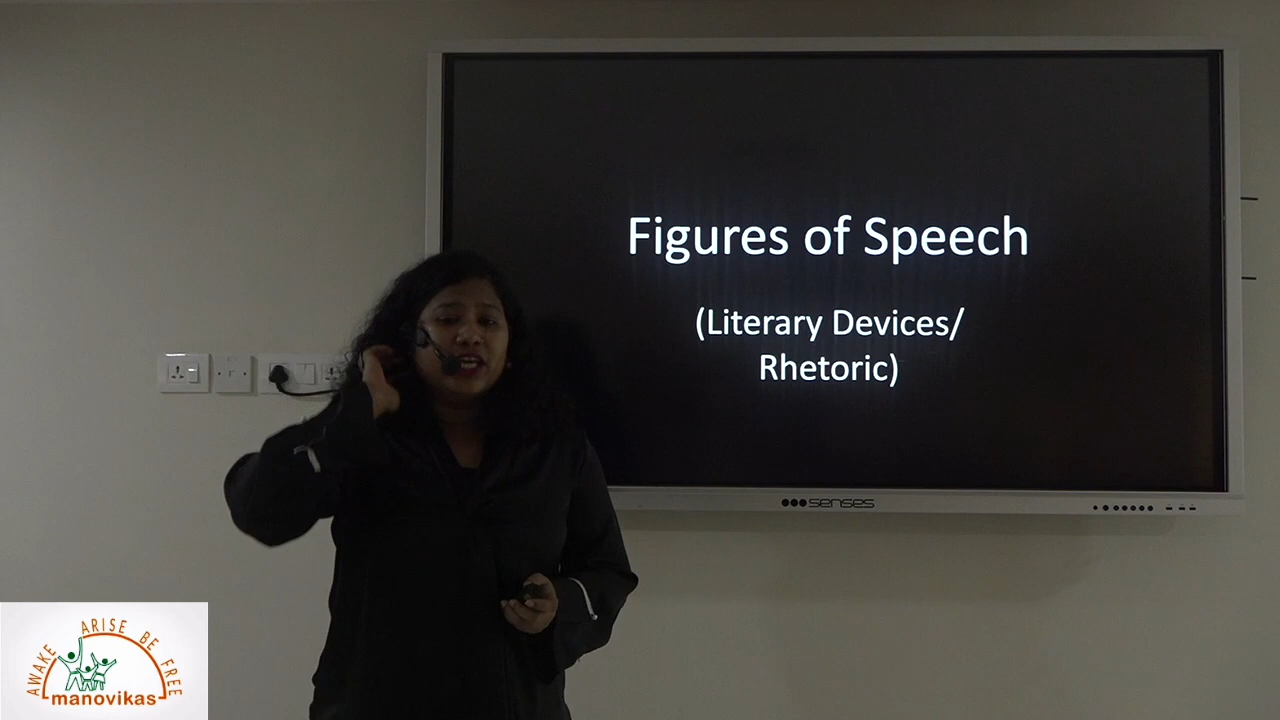 Figures of Speech
(Literary Devices/
Rhetoric)
senses
AWAKE ARISE BE FREE
manovikas